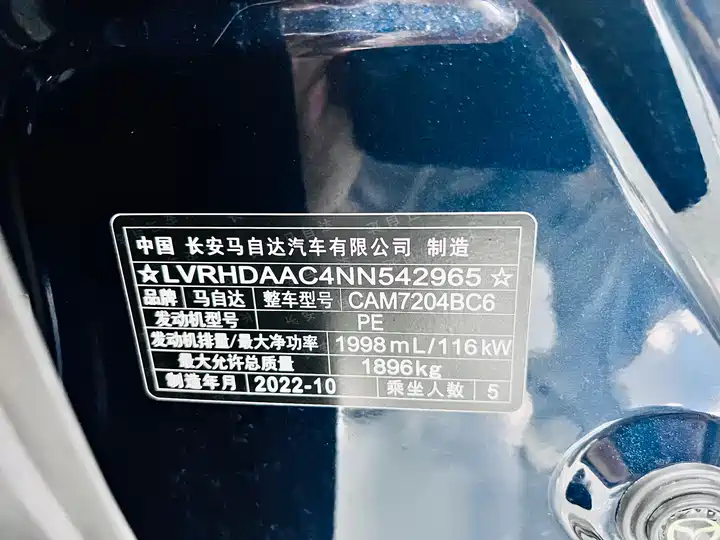 中国 长安马自达汽车有限公司 制造
☆LVRHDAAC4NN542965☆
品牌 马自达 整车型号 CAM7204BC6
发动机型号 PE
发动机排量/最大净功率 1998mL/116kW
最大允许总质量 1896kg
制造年月 2022-10 乘坐人数 5